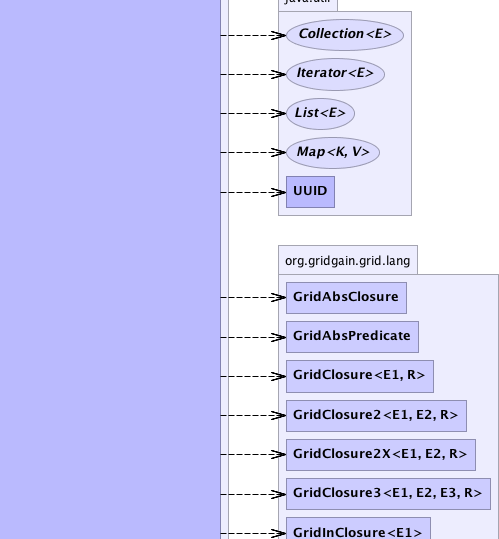 java.util
Collection<E>
Iterator<E>
List<E>
Map<K, V>
UUID
org.gridgain.grid.lang
GridAbsClosure
GridAbsPredicate
GridClosure<E1, R>
GridClosure2<E1, E2, R>
GridClosure2X<E1, E2, R>
GridClosure3<E1, E2, E3, R>
GridInClosure<E1>